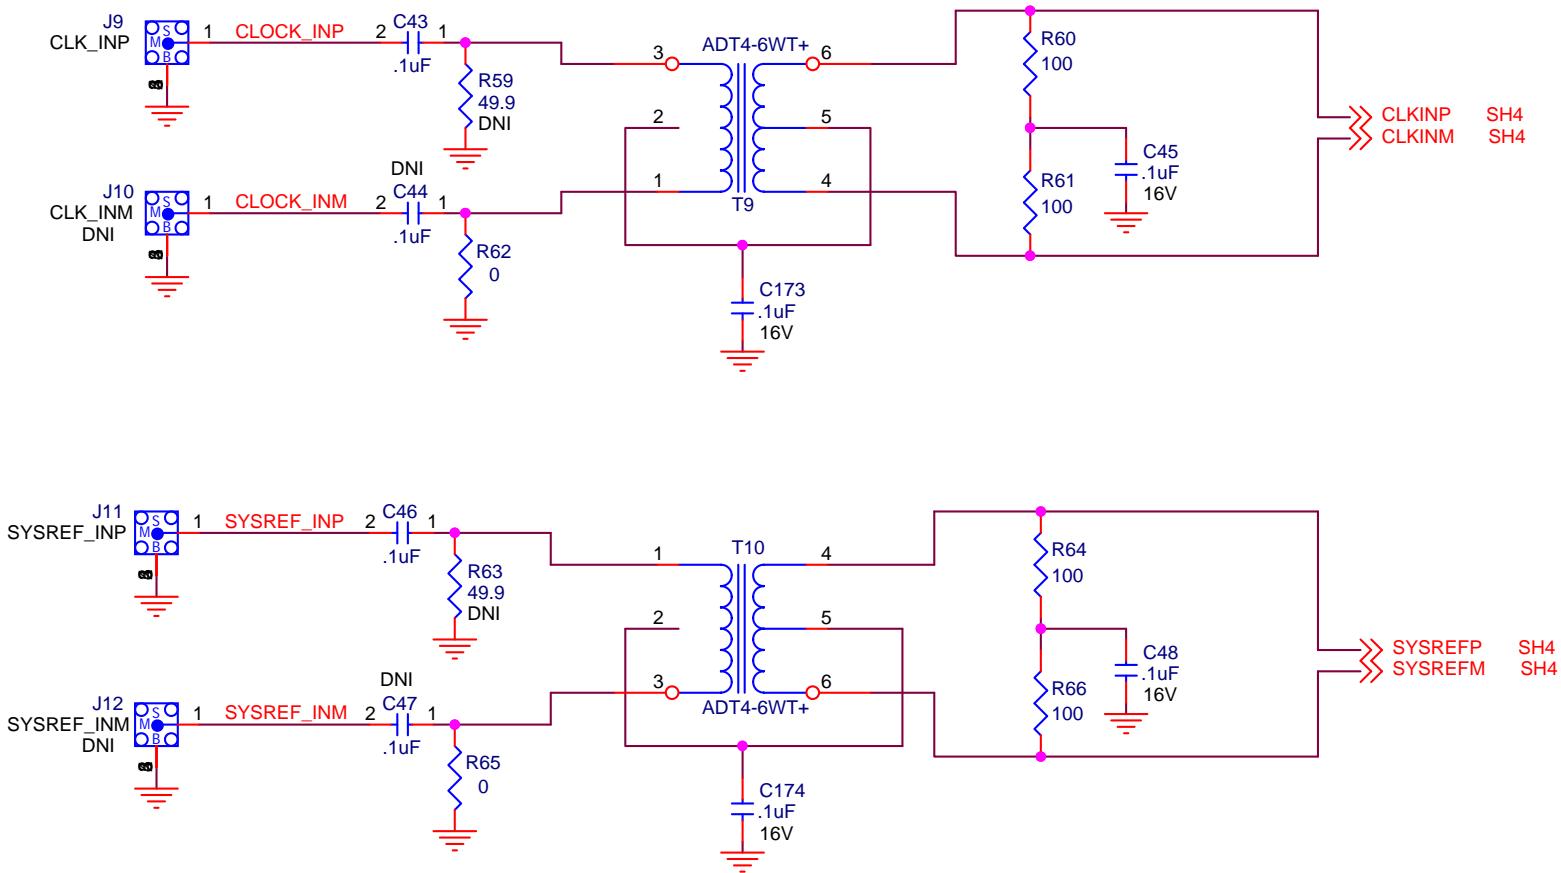 J9
CLK_INP
S
M
B
1
CLOCK_INP
2
C43
1
.1uF
R59
49.9
DNI
3
ADT4-6WT+
6
2
5
1
4
T9
R60
100
R61
100
C45
.1uF
16V
CLKINP SH4
CLKINM SH4
J10
CLK_INM
DNI
S
M
B
1
CLOCK_INM
2
DNI
C44
1
.1uF
R62
0
C173
.1uF
16V
J11
SYSREF_INP
S
M
B
1
SYSREF_INP
2
C46
1
.1uF
R63
49.9
DNI
1
T10
4
2
5
3
6
ADT4-6WT+
R64
100
R66
100
C48
.1uF
16V
SYSREFP SH4
SYSREFM SH4
J12
SYSREF_INM
DNI
S
M
B
1
SYSREF_INM
2
DNI
C47
1
.1uF
R65
0
C174
.1uF
16V